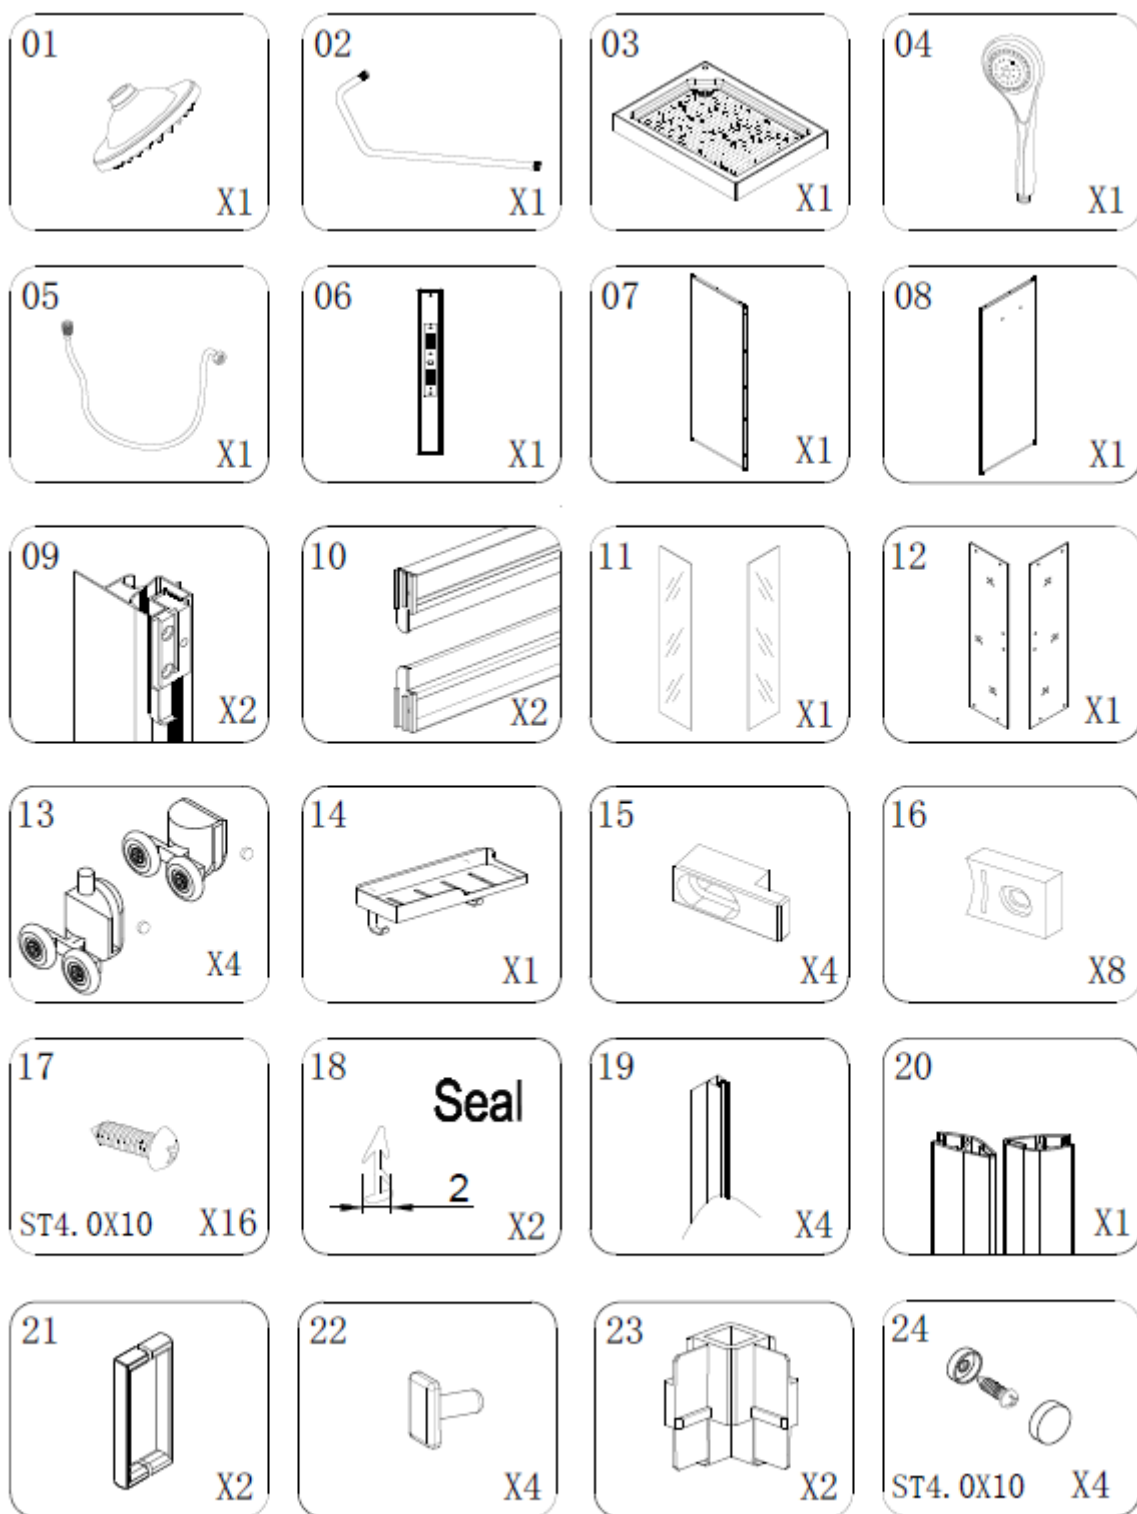 01 02 03 04
X1 X1 X1 X1
05 06 07 08
X1 X1 X1 X1
09 10 11 12
X2 X2 X1 X1
13 14 15 16
X4 X1 X4 X8
17 18 19 20
Seal
2
ST4.0X10 X16 X2 X4 X1
21 22 23 24
X2 X4 X2 ST4.0X10 X4